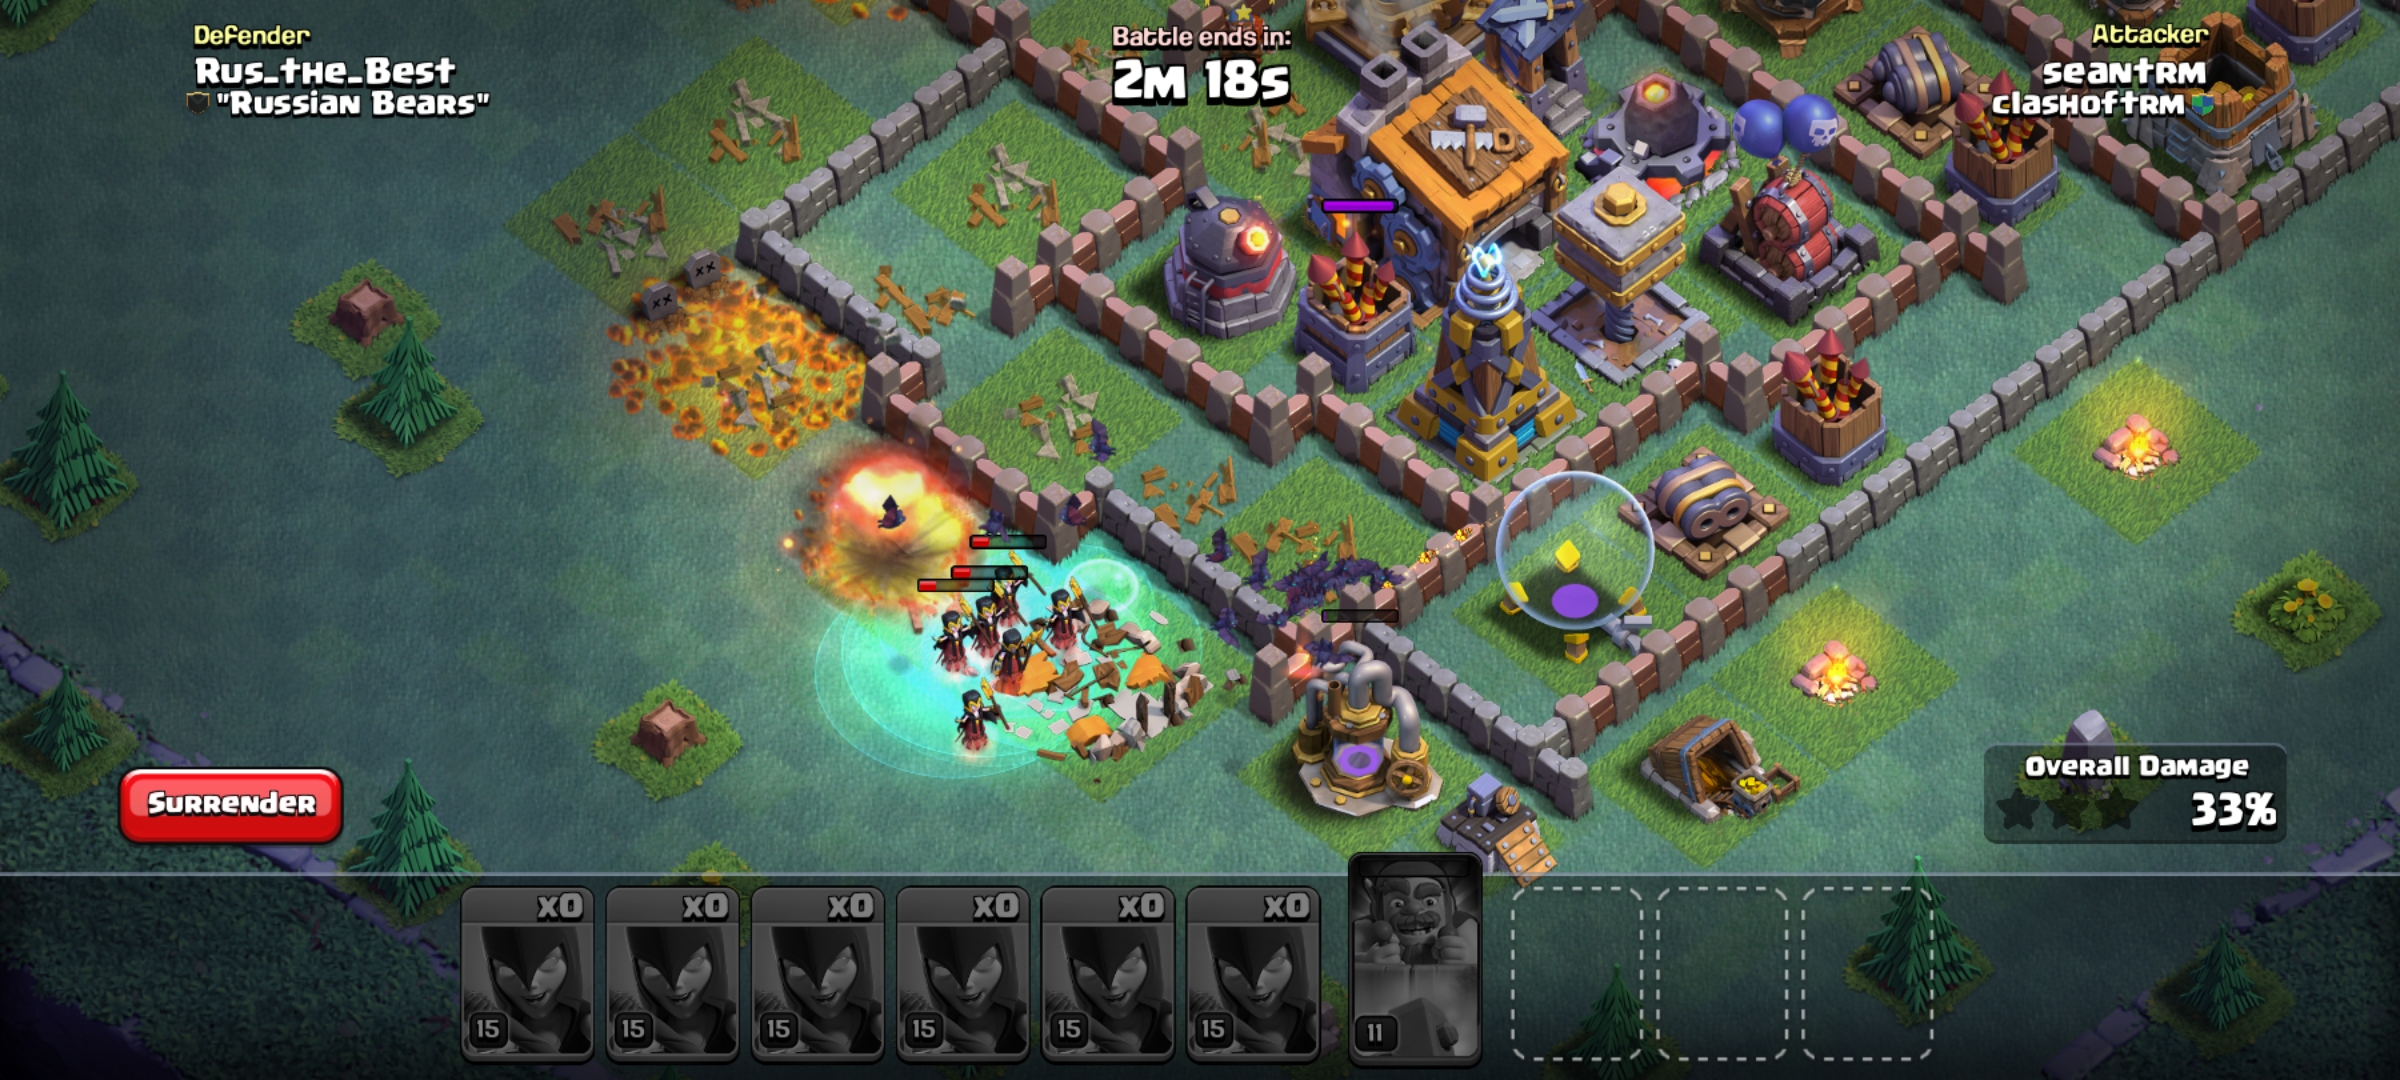 Defender
Rus_the_Best
"Russian Bears"
Battle ends in:
2M 18s
Attacker
seantrm
clashoftrm
Surrender
Overall Damage
33%
x0 x0 x0 x0 x0 x0
15 15 15 15 15 15 11